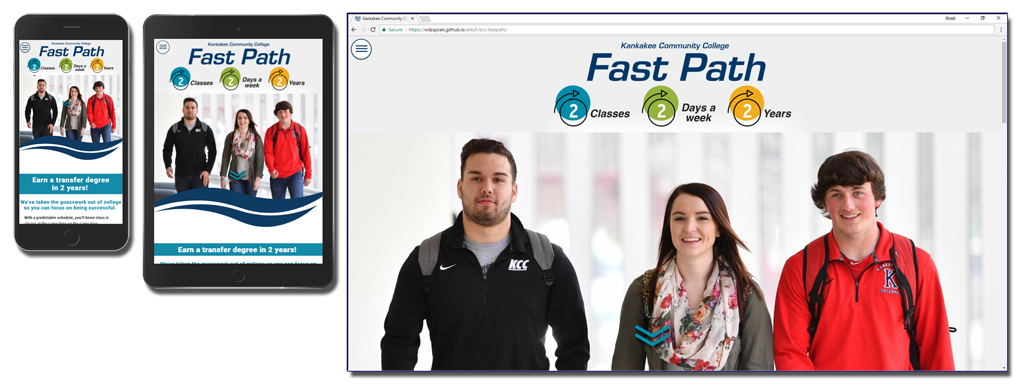 Kankakee Community College
Fast Path
2 Classes
2 Days a week
2 Years
Earn a transfer degree
in 2 years!
We've taken the guesswork out of college
so you can focus on being successful.
With a predictable schedule, you'll know class is
Kankakee Community College
Fast Path
2 Classes
2 Days a week
2 Years
Earn a transfer degree in 2 years!
Kankakee Community C
Secure
https://wdzajicek.github.io/jekyll-kcc-fastpath/
Kankakee Community College
Fast Path
2 Classes
2 Days a
week
2 Years
KCC
K